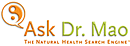 Ask Dr. Mao
The Natural Health Search Engine